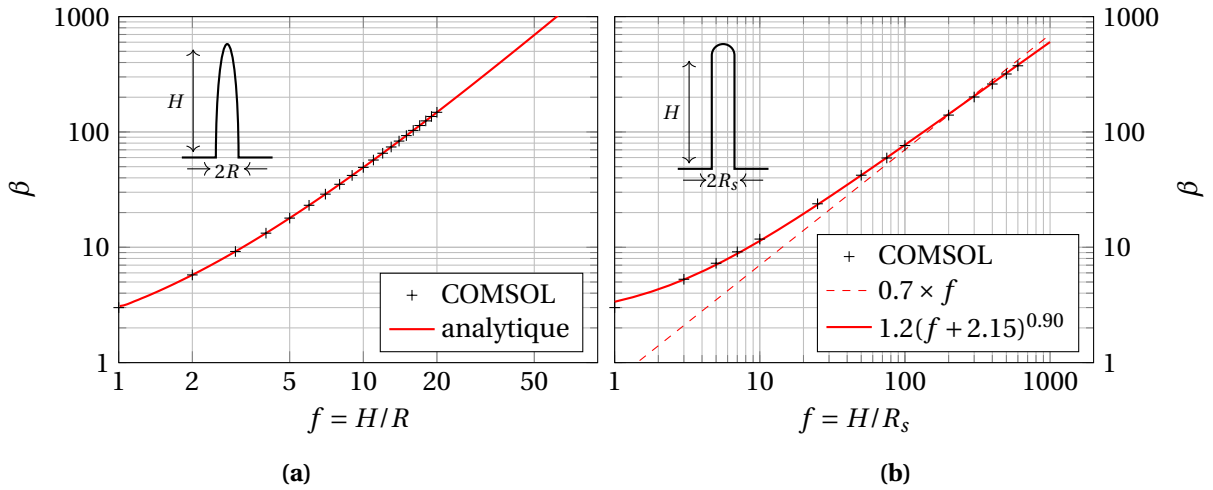 1000
100
10
1
β
1
2
5
10
20
50
f = H/R
H
2R
COMSOL
analytique
(a)
1000
100
10
1
β
1
10
100
1000
f = H/R_s
H
2R_s
COMSOL
0.7 × f
1.2(f + 2.15)^0.90
(b)